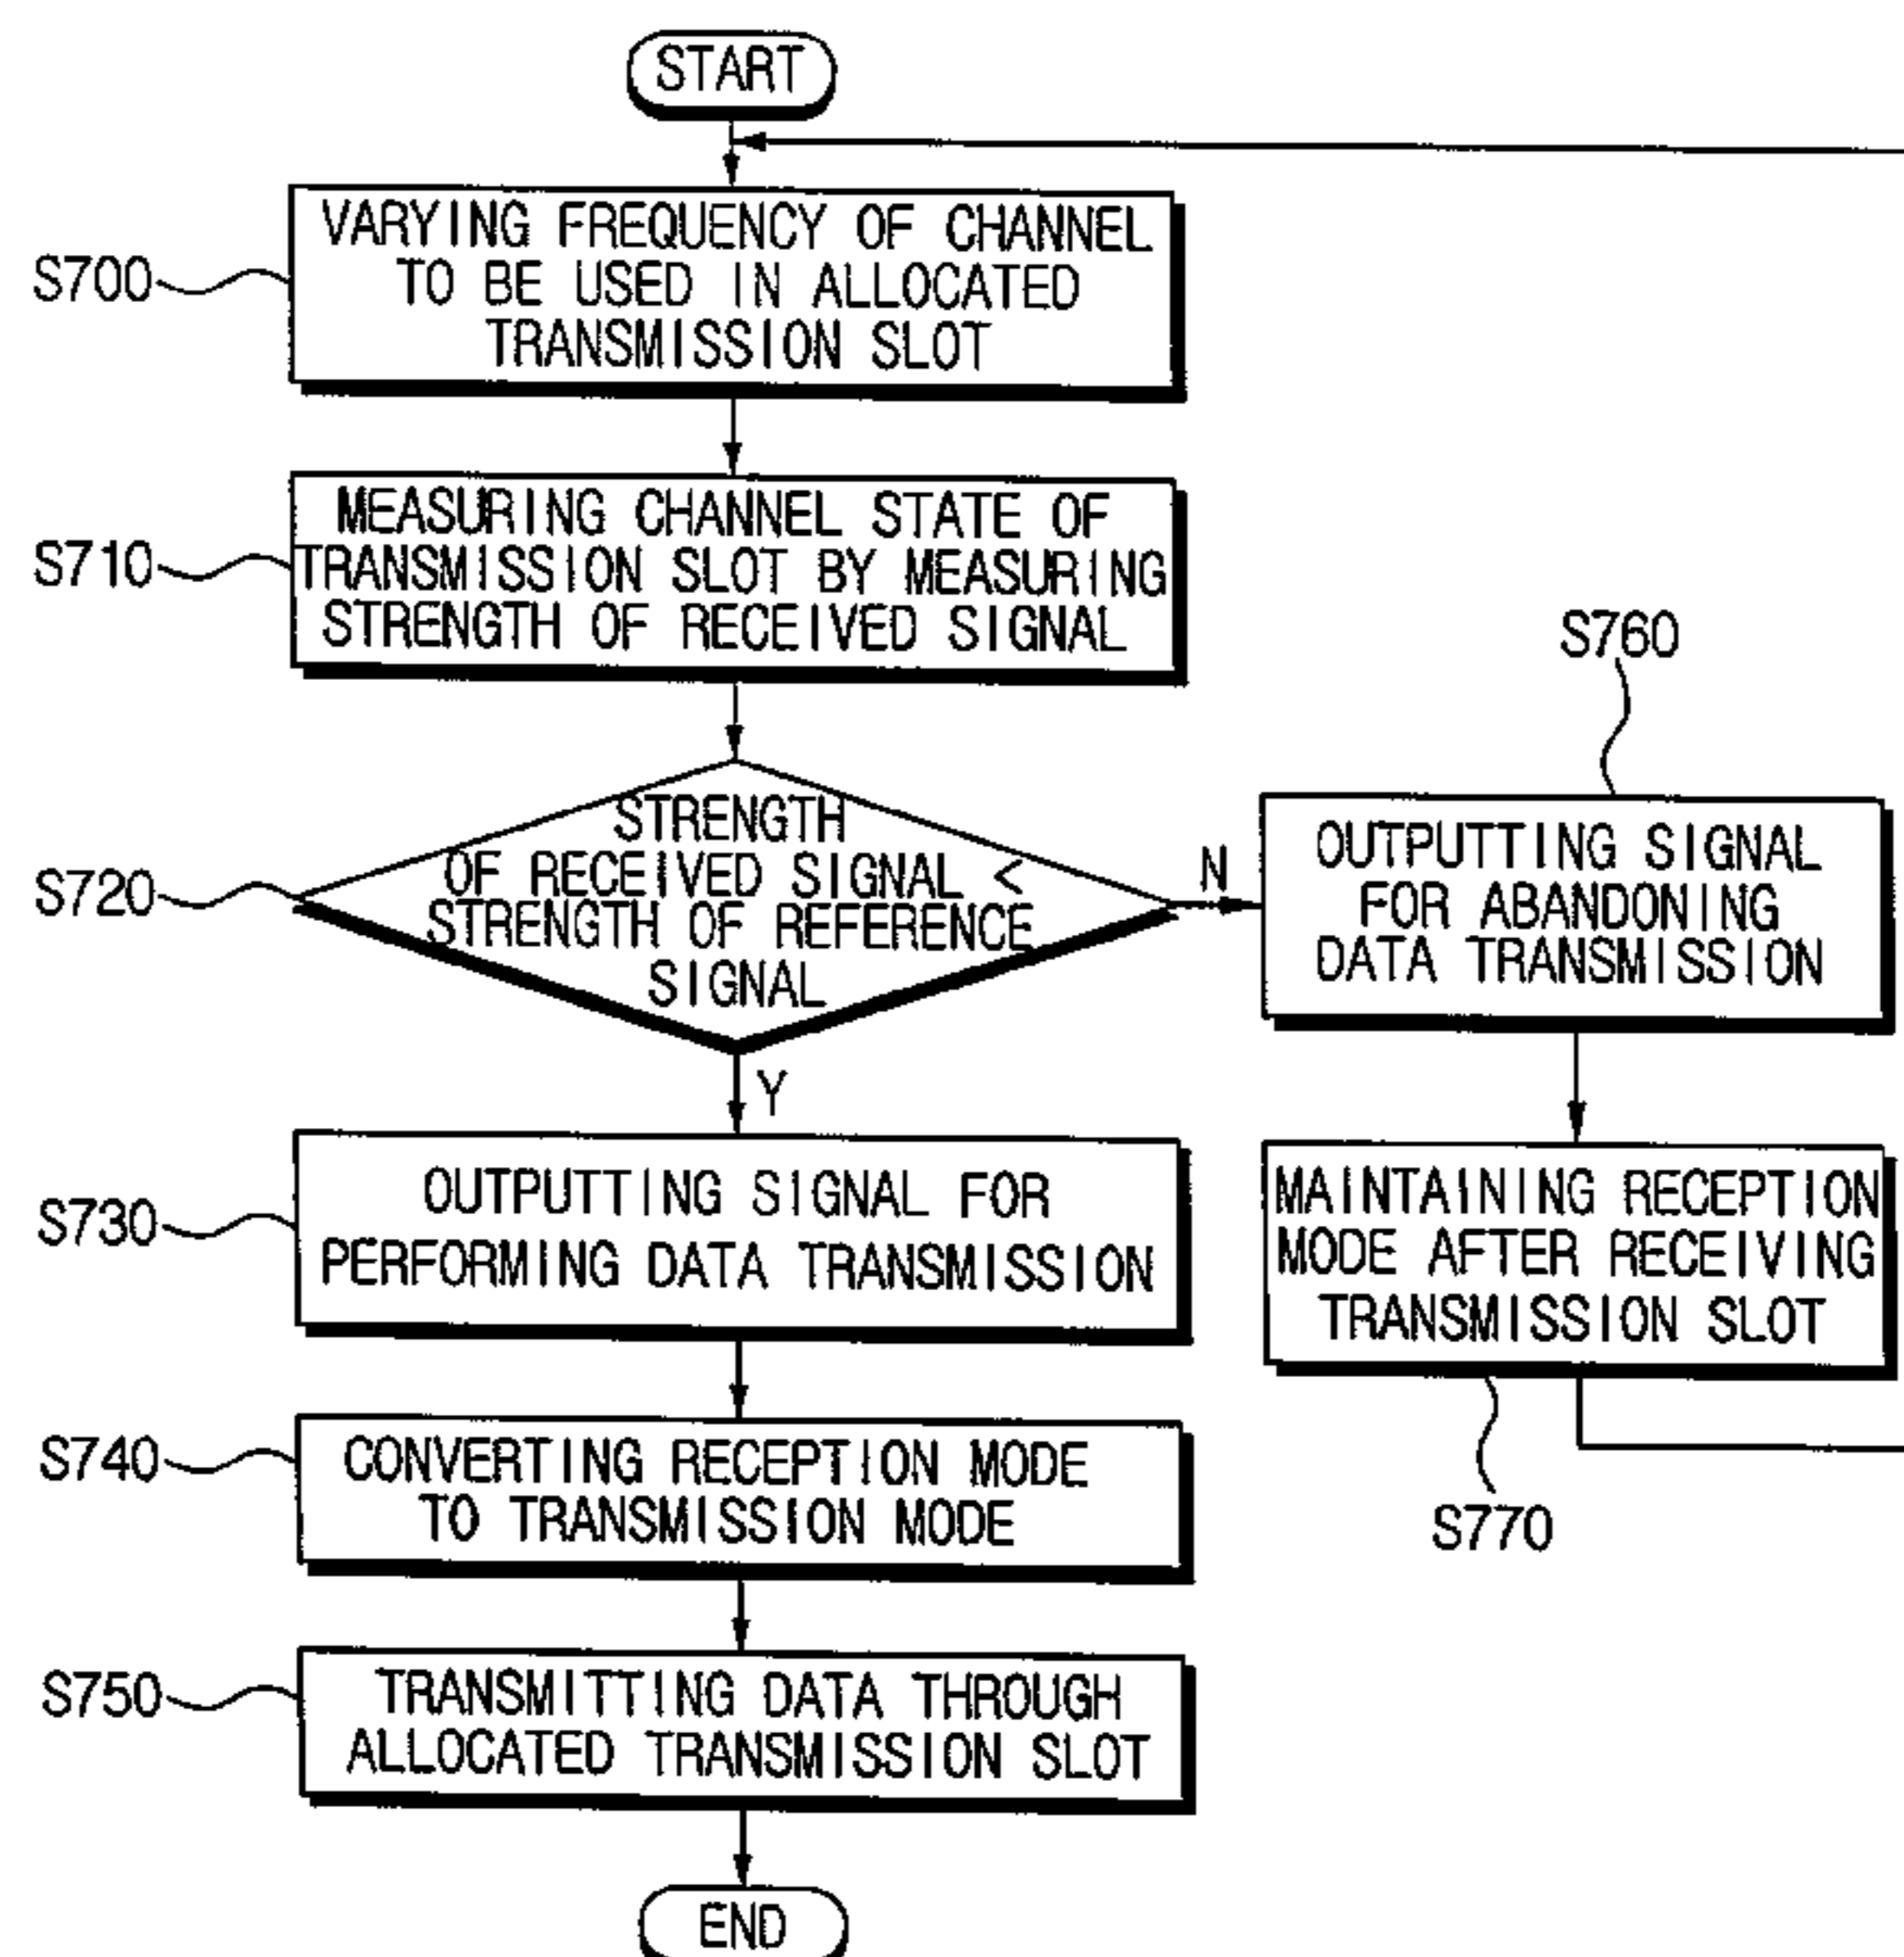 START
S700
VARYING FREQUENCY OF CHANNEL
TO BE USED IN ALLOCATED
TRANSMISSION SLOT
S710
MEASURING CHANNEL STATE OF
TRANSMISSION SLOT BY MEASURING
STRENGTH OF RECEIVED SIGNAL
S720
STRENGTH
OF RECEIVED SIGNAL <
STRENGTH OF REFERENCE
SIGNAL
N
Y
S760
OUTPUTTING SIGNAL
FOR ABANDONING
DATA TRANSMISSION
S730
OUTPUTTING SIGNAL FOR
PERFORMING DATA TRANSMISSION
MAINTAINING RECEPTION
MODE AFTER RECEIVING
TRANSMISSION SLOT
S770
S740
CONVERTING RECEPTION MODE
TO TRANSMISSION MODE
S750
TRANSMITTING DATA THROUGH
ALLOCATED TRANSMISSION SLOT
END